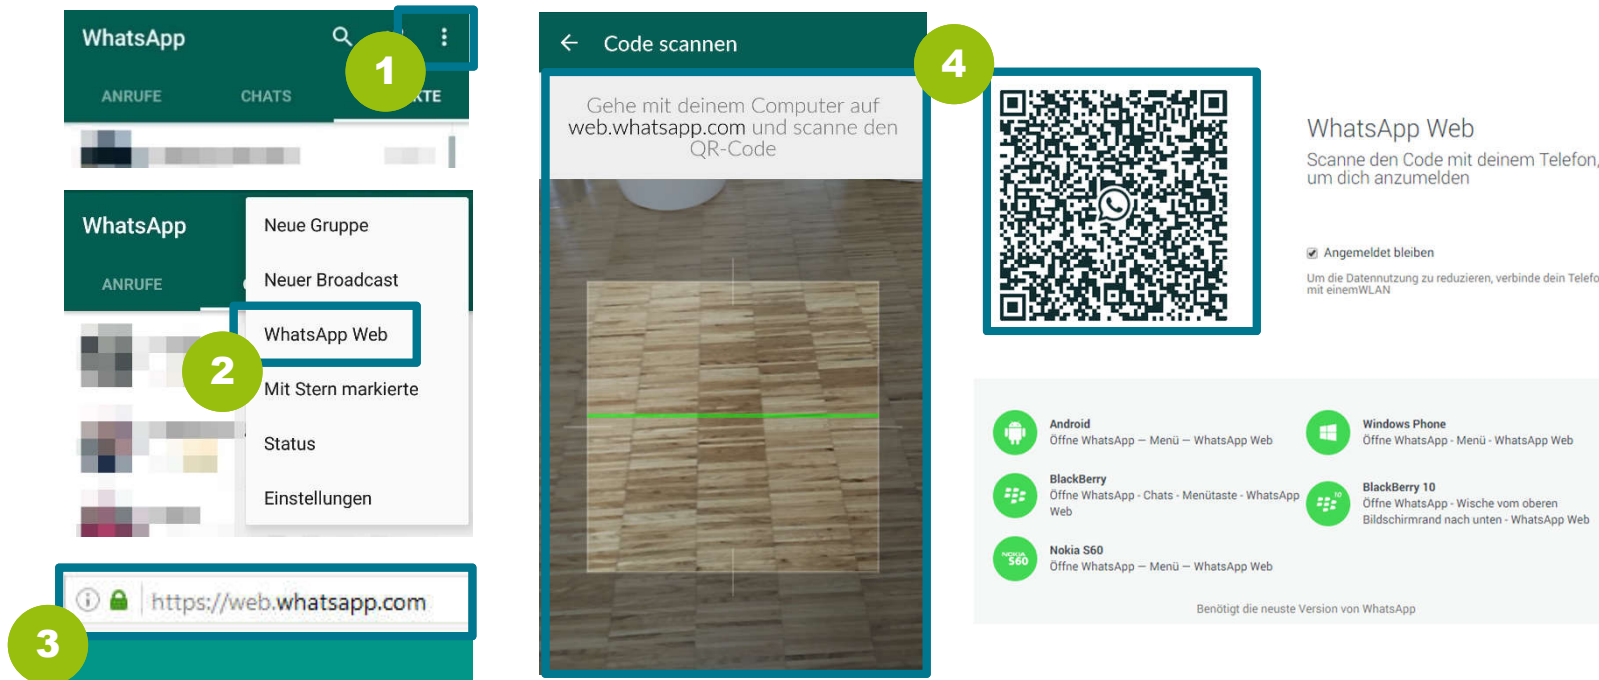 WhatsApp
1
ANRUFE
CHATS
KTE
WhatsApp
ANRUFE
Neue Gruppe
Neuer Broadcast
WhatsApp Web
2
Mit Stern markierte
Status
Einstellungen
https://web.whatsapp.com
3
Code scannen
Gehe mit deinem Computer auf
web.whatsapp.com und scanne den
QR-Code
4
WhatsApp Web
Scanne den Code mit deinem Telefon,
um dich anzumelden
Angemeldet bleiben
Um die Datennutzung zu reduzieren, verbinde dein Telefo
mit einemWLAN
Android
Öffne WhatsApp — Menü — WhatsApp Web
BlackBerry
Öffne WhatsApp - Chats - Menütaste - WhatsApp
Web
NOKIA
S60
Nokia S60
Öffne WhatsApp — Menü — WhatsApp Web
Windows Phone
Öffne WhatsApp - Menü - WhatsApp Web
10
BlackBerry 10
Öffne WhatsApp - Wische vom oberen
Bildschirmrand nach unten - WhatsApp Web
Benötigt die neuste Version von WhatsApp